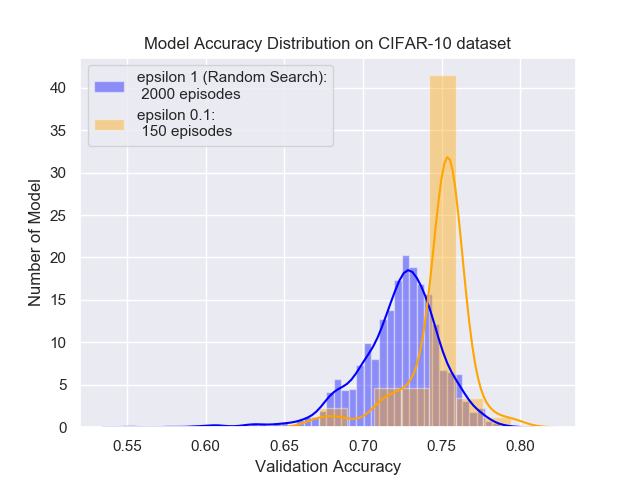 Model Accuracy Distribution on CIFAR-10 dataset
epsilon 1 (Random Search):
2000 episodes
epsilon 0.1:
150 episodes
Number of Model
40
35
30
25
20
15
10
5
0
0.55 0.60 0.65 0.70 0.75 0.80
Validation Accuracy